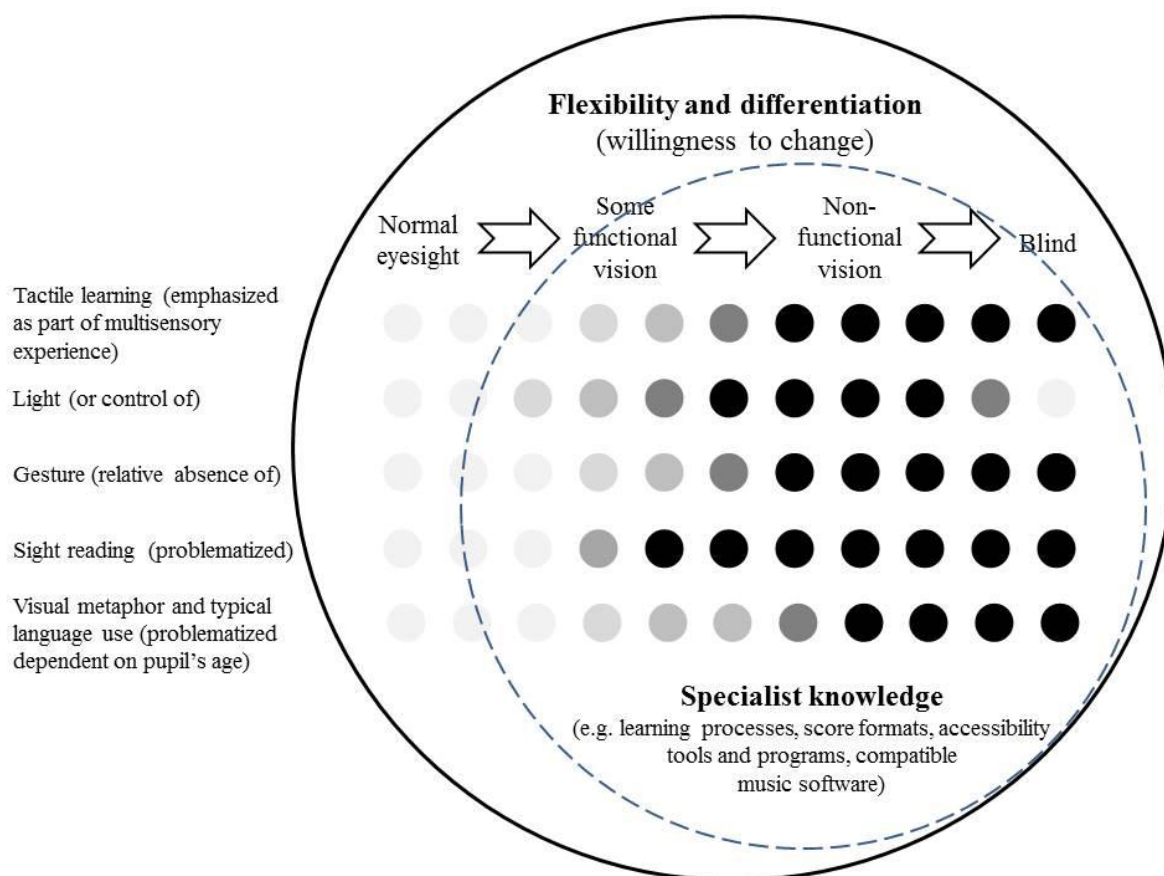 Flexibility and differentiation
(willingness to change)
Normal
eyesight
Some
functional
vision
Non-
functional
vision
Blind
Tactile learning (emphasized
as part of multisensory
experience)
Light (or control of)
Gesture (relative absence of)
Sight reading (problematized)
Visual metaphor and typical
language use (problematized
dependent on pupil's age)
Specialist knowledge
(e.g. learning processes, score formats, accessibility
tools and programs, compatible
music software)